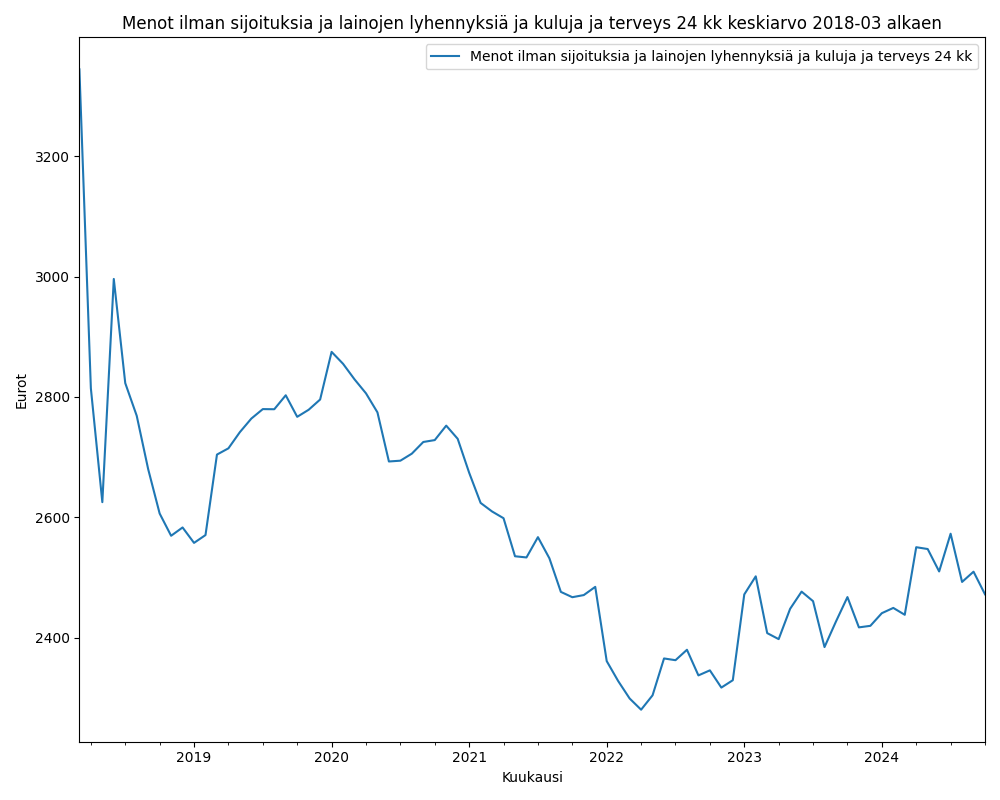 Menot ilman sijoituksia ja lainojen lyhennyksiä ja kuluja ja terveys 24 kk keskiarvo 2018-03 alkaen
Menot ilman sijoituksia ja lainojen lyhennyksiä ja kuluja ja terveys 24 kk
3200
3000
2800
2600
2400
Eurot
2019
2020
2021
2022
2023
2024
Kuukausi